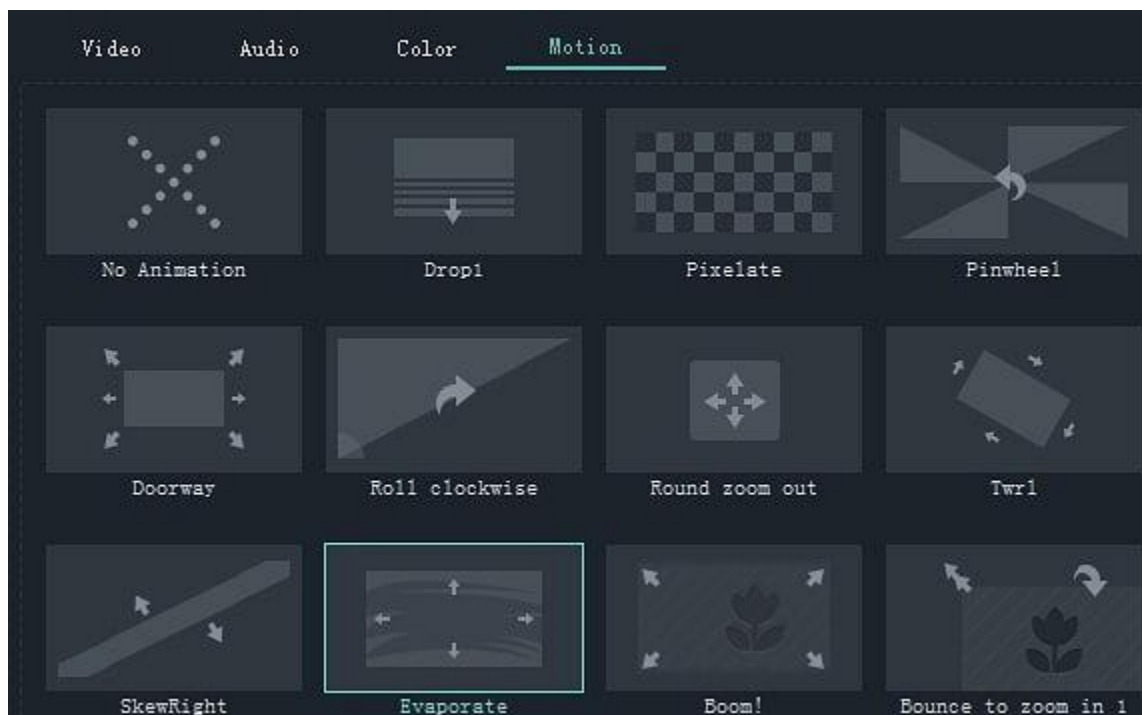 Video Audio Color Motion
No Animation Drop1 Pixelate Pinwheel
Doorway Roll clockwise Round zoom out Twrl
SkewRight Evaporate Boom! Bounce to zoom in 1